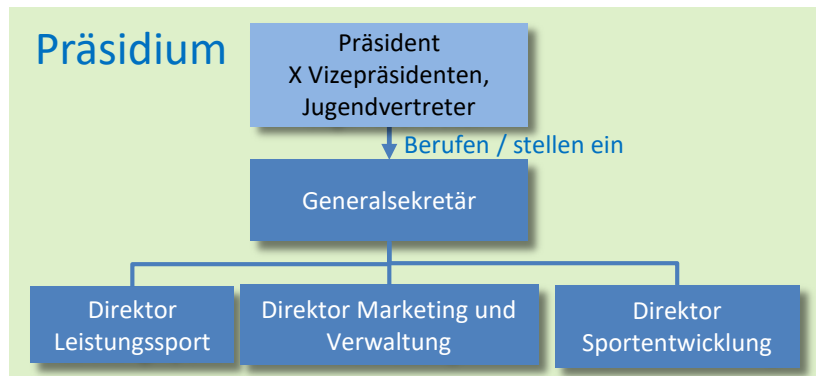 Präsidium
Präsident
X Vizepräsidenten,
Jugendvertreter
Berufen / stellen ein
Generalsekretär
Direktor
Leistungssport
Direktor Marketing und
Verwaltung
Direktor
Sportentwicklung